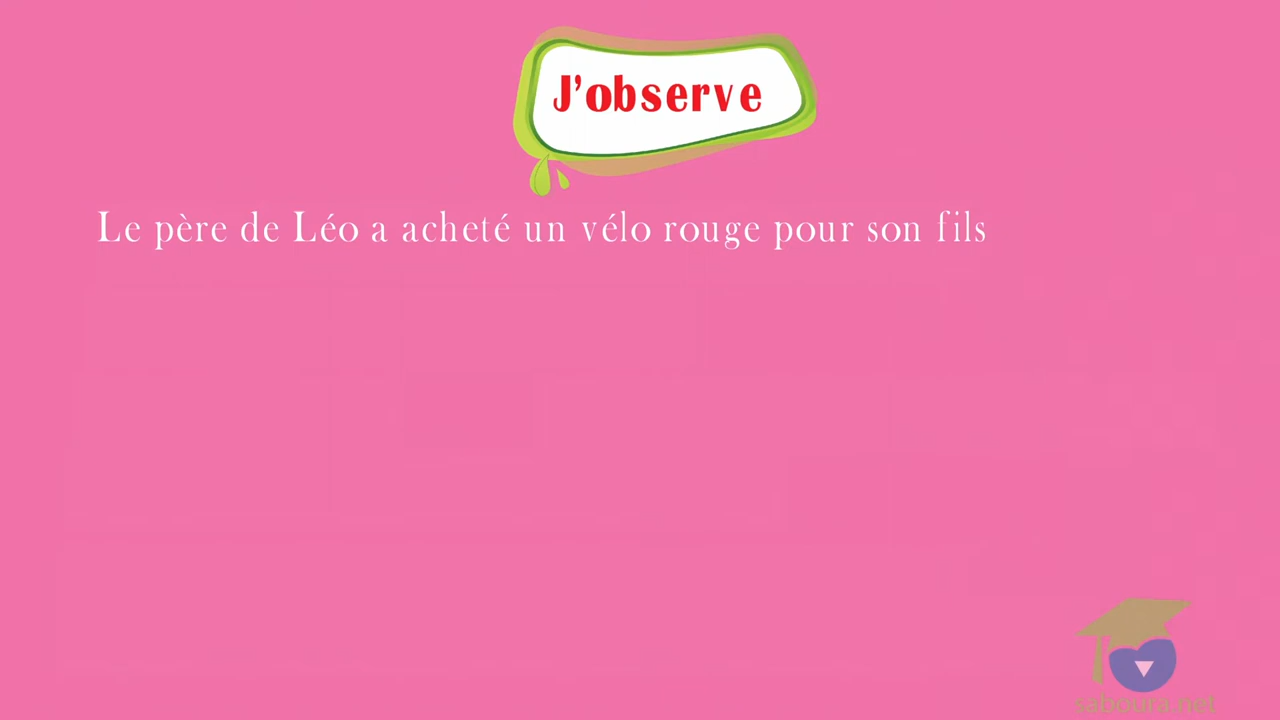 J'observe
Le père de Léo a acheté un vélo rouge pour son fils
saboura.net